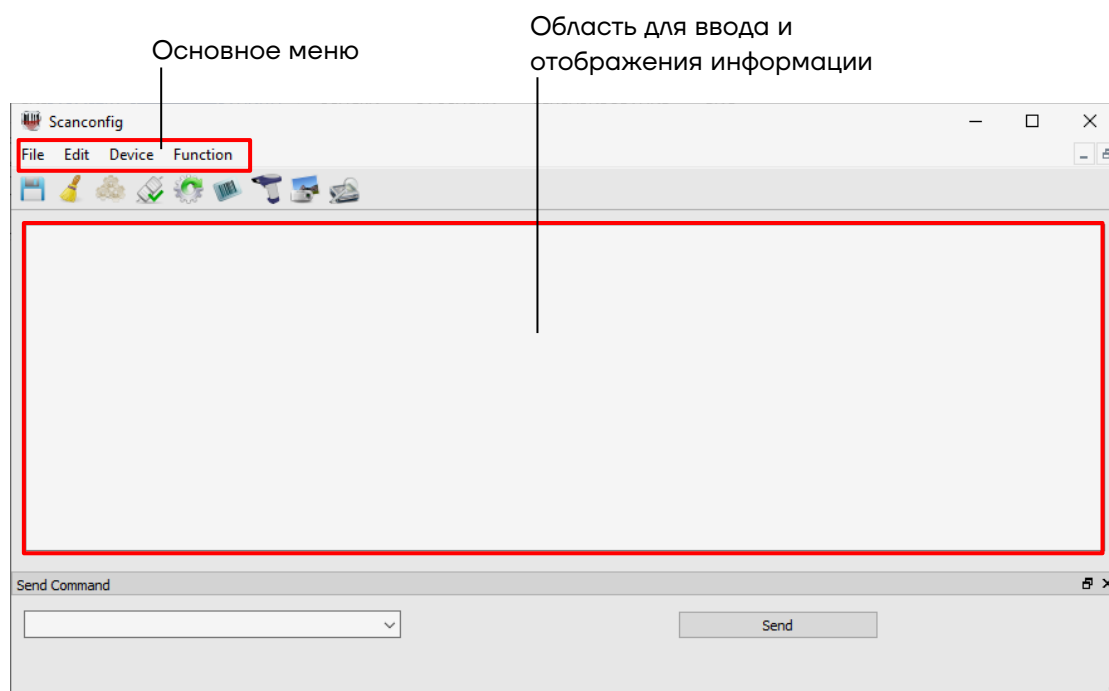 Область для ввода и
Основное меню
отображения информации
Scanconfig
File Edit Device Function
Send Command
Send